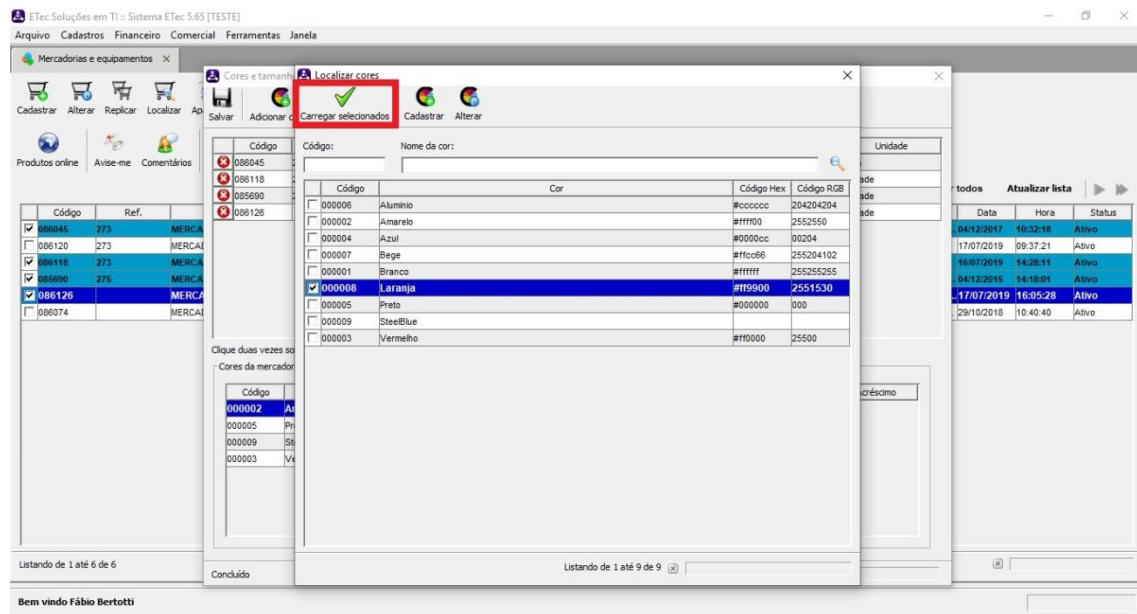 ETec Soluções em TI :: Sistema ETec 5.65 [TESTE]
Arquivo Cadastros Financeiro Comercial Ferramentas Janela
Mercadorias e equipamentos
Cadastrar Alterar Replicar Localizar
Produtos online Avise-me Comentários
Código Ref.
086045 273
086120 273
086118 273
085690 275
086126
086074
Listando de 1 até 6 de 6
Bem vindo Fábio Bertotti
Salvar Adicionar
Código Unidade
086045
086118
085690
086126
Clique duas vezes
Código
000002
000005
000009
000003
Concluído
Localizar cores
Carregar selecionados Cadastrar Alterar
Código: Nome da cor:
Código Cor Código Hex Código RGB
000006 Aluminio #cccccc 204204204
000002 Amarelo #ffff00 2552550
000004 Azul #0000cc 00204
000007 Bege #ffcc66 255204102
000001 Branco #ffffff 255255255
000008 Laranja #ff9900 2551530
000005 Preto #000000 000
000009 SteelBlue
000003 Vermelho #ff0000 25500
Listando de 1 até 9 de 9
todos Atualizar lista
Data Hora Status
04/12/2017 10:32:18 Ativo
17/07/2019 09:37:21 Ativo
16/07/2019 14:28:11 Ativo
04/12/2015 14:18:01 Ativo
17/07/2019 16:05:28 Ativo
29/10/2018 10:40:40 Ativo